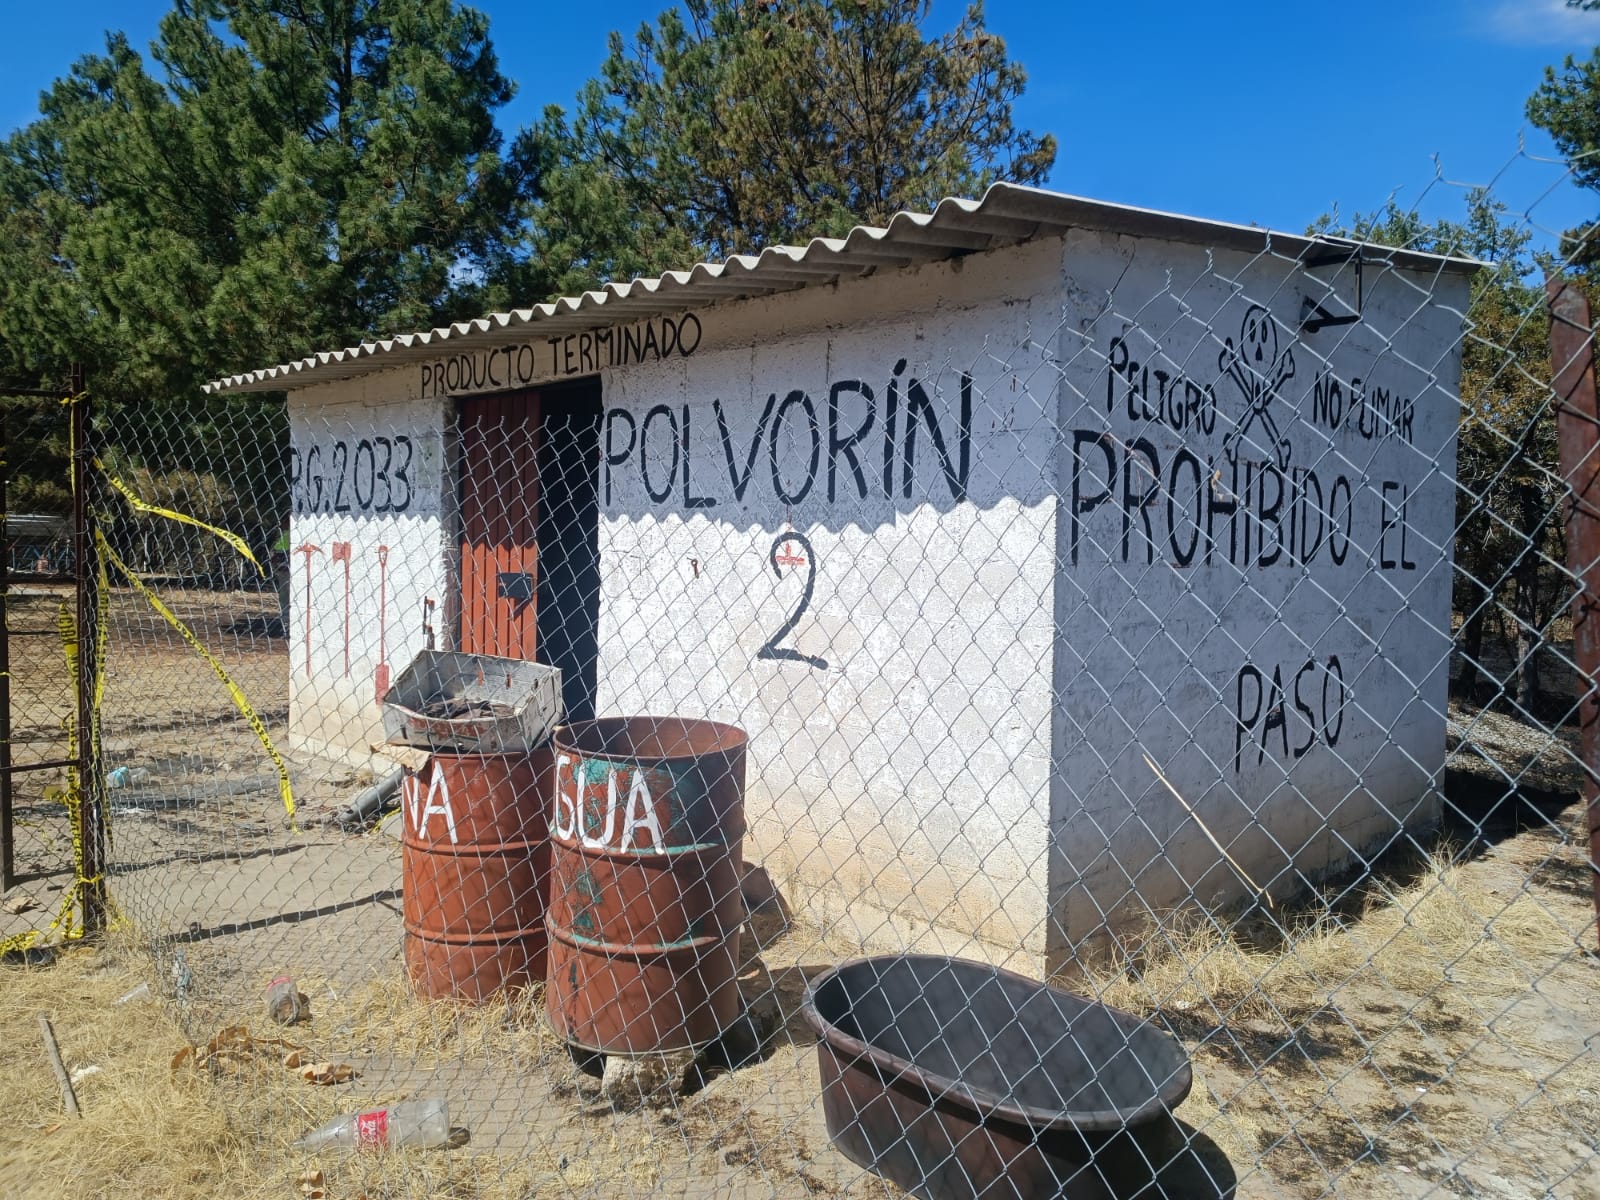 PRODUCTO TERMINADO
P.G. 2033
POLVORÍN
2
PELIGRO
NO FUMAR
PROHIBIDO EL
PASO
NA
GUA